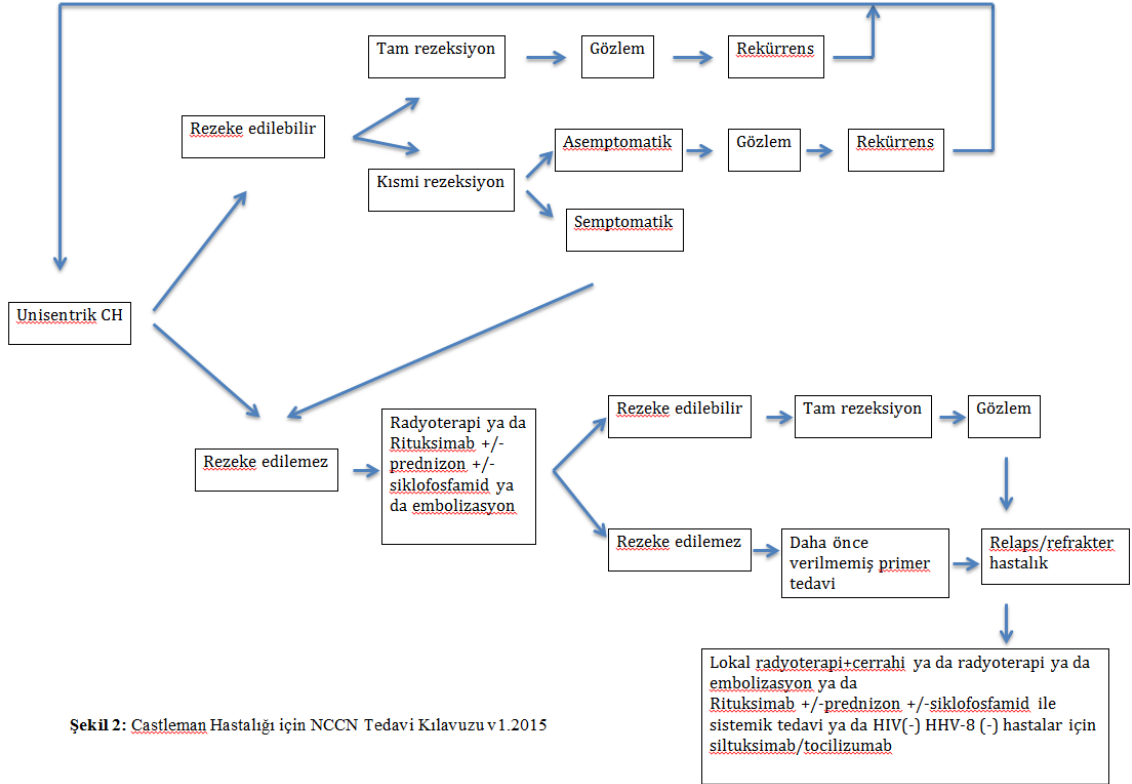 Tam rezeksiyon
Gözlem
Rekürrens
Rezeke edilebilir
Asemptomatik
Gözlem
Rekürrens
Kısmi rezeksiyon
Semptomatik
Unisentrik CH
Rezeke edilemez
Radyoterapi ya da
Rituksimab +/-
prednizon +/-
siklofosfamid ya
da embolizasyon
Rezeke edilebilir
Tam rezeksiyon
Gözlem
Rezeke edilemez
Daha önce
verilmemiş primer
tedavi
Relaps/refrakter
hastalık
Lokal radyoterapi+cerrahi ya da radyoterapi ya da
embolizasyon ya da
Rituksimab +/-prednizon +/-siklofosfamid ile
sistemik tedavi ya da HIV(-) HHV-8 (-) hastalar için
siltuksimab/tocilizumab
Şekil 2: Castleman Hastalığı için NCCN Tedavi Kılavuzu v1.2015